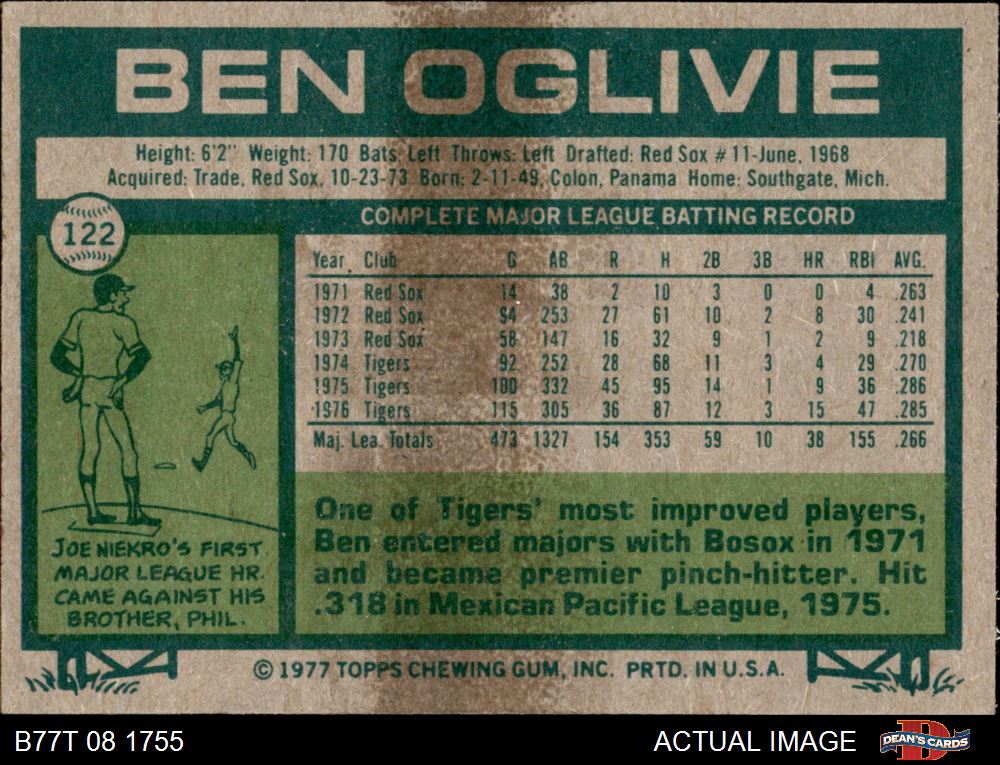 BEN OGLIVIE
Height: 6'2" Weight: 170 Bats: Left Throws: Left Drafted: Red Sox #11-June, 1968
Acquired: Trade, Red Sox, 10-23-73 Born: 2-11-49, Colon, Panama Home: Southgate, Mich.
122
COMPLETE MAJOR LEAGUE BATTING RECORD
Year Club G AB R H 2B 3B HR RBI AVG.
1971 Red Sox 14 38 2 10 3 0 0 4 .263
1972 Red Sox 94 253 27 61 10 2 8 30 .241
1973 Red Sox 58 147 16 32 9 1 2 9 .218
1974 Tigers 92 252 28 68 11 3 4 29 .270
1975 Tigers 100 332 45 95 14 1 9 36 .286
1976 Tigers 115 305 36 87 12 3 15 47 .285
Maj. Lea. Totals 473 1327 154 353 59 10 38 155 .266
JOE NIEKRO'S FIRST
MAJOR LEAGUE HR.
CAME AGAINST HIS
BROTHER, PHIL.
One of Tigers' most improved players,
Ben entered majors with Bosox in 1971
and became premier pinch-hitter. Hit
.318 in Mexican Pacific League, 1975.
© 1977 TOPPS CHEWING GUM, INC. PRTD. IN U.S.A.
B77T 08 1755
ACTUAL IMAGE
DEAN'S CARDS